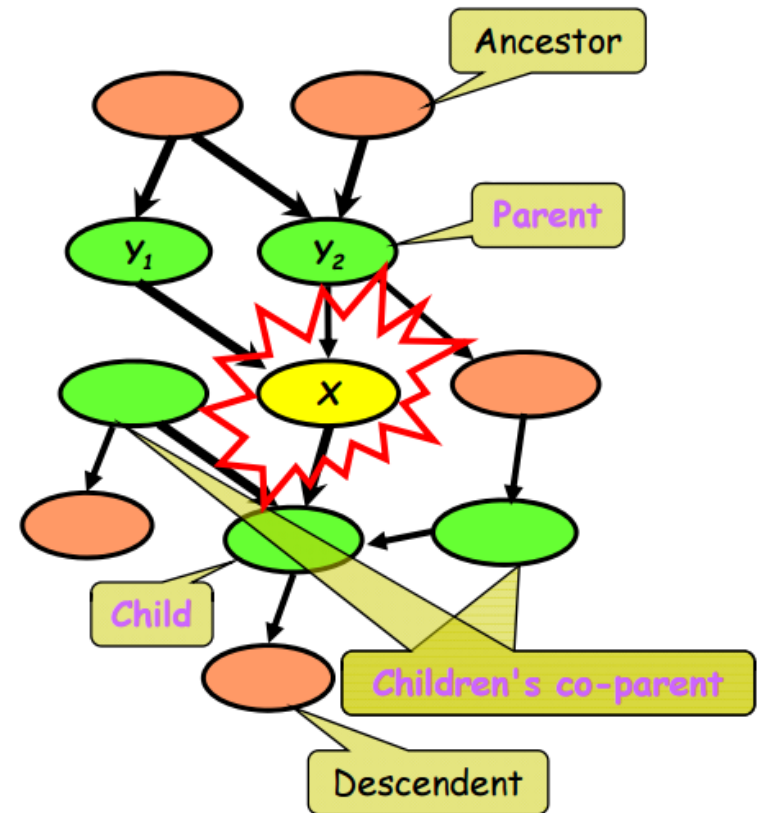 Ancestor
Parent
Y1
Y2
X
Child
Children's co-parent
Descendent